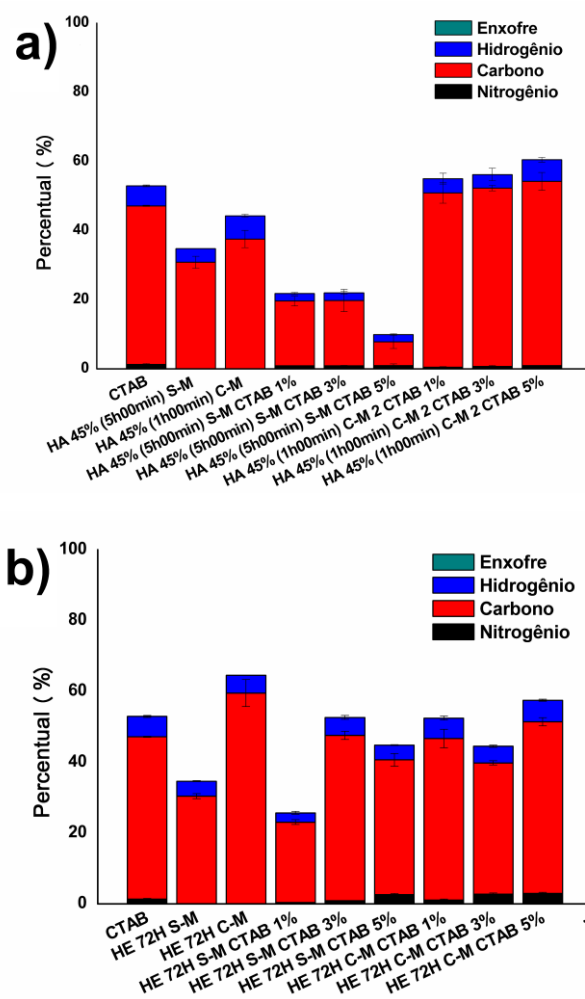 a)
Percentual ( %)
100
80
60
40
20
0
Enxofre
Hidrogênio
Carbono
Nitrogênio
CTAB
HA 45% (5h00min) S-M
HA 45% (1h00min) C-M
HA 45% (5h00min) S-M CTAB 1%
HA 45% (5h00min) S-M CTAB 3%
HA 45% (5h00min) S-M CTAB 5%
HA 45% (1h00min) C-M 2 CTAB 1%
HA 45% (1h00min) C-M 2 CTAB 3%
HA 45% (1h00min) C-M 2 CTAB 5%
b)
Percentual ( %)
100
80
60
40
20
0
Enxofre
Hidrogênio
Carbono
Nitrogênio
CTAB
HE 72H S-M
HE 72H C-M
HE 72H S-M CTAB 1%
HE 72H S-M CTAB 3%
HE 72H S-M CTAB 5%
HE 72H C-M CTAB 1%
HE 72H C-M CTAB 3%
HE 72H C-M CTAB 5%